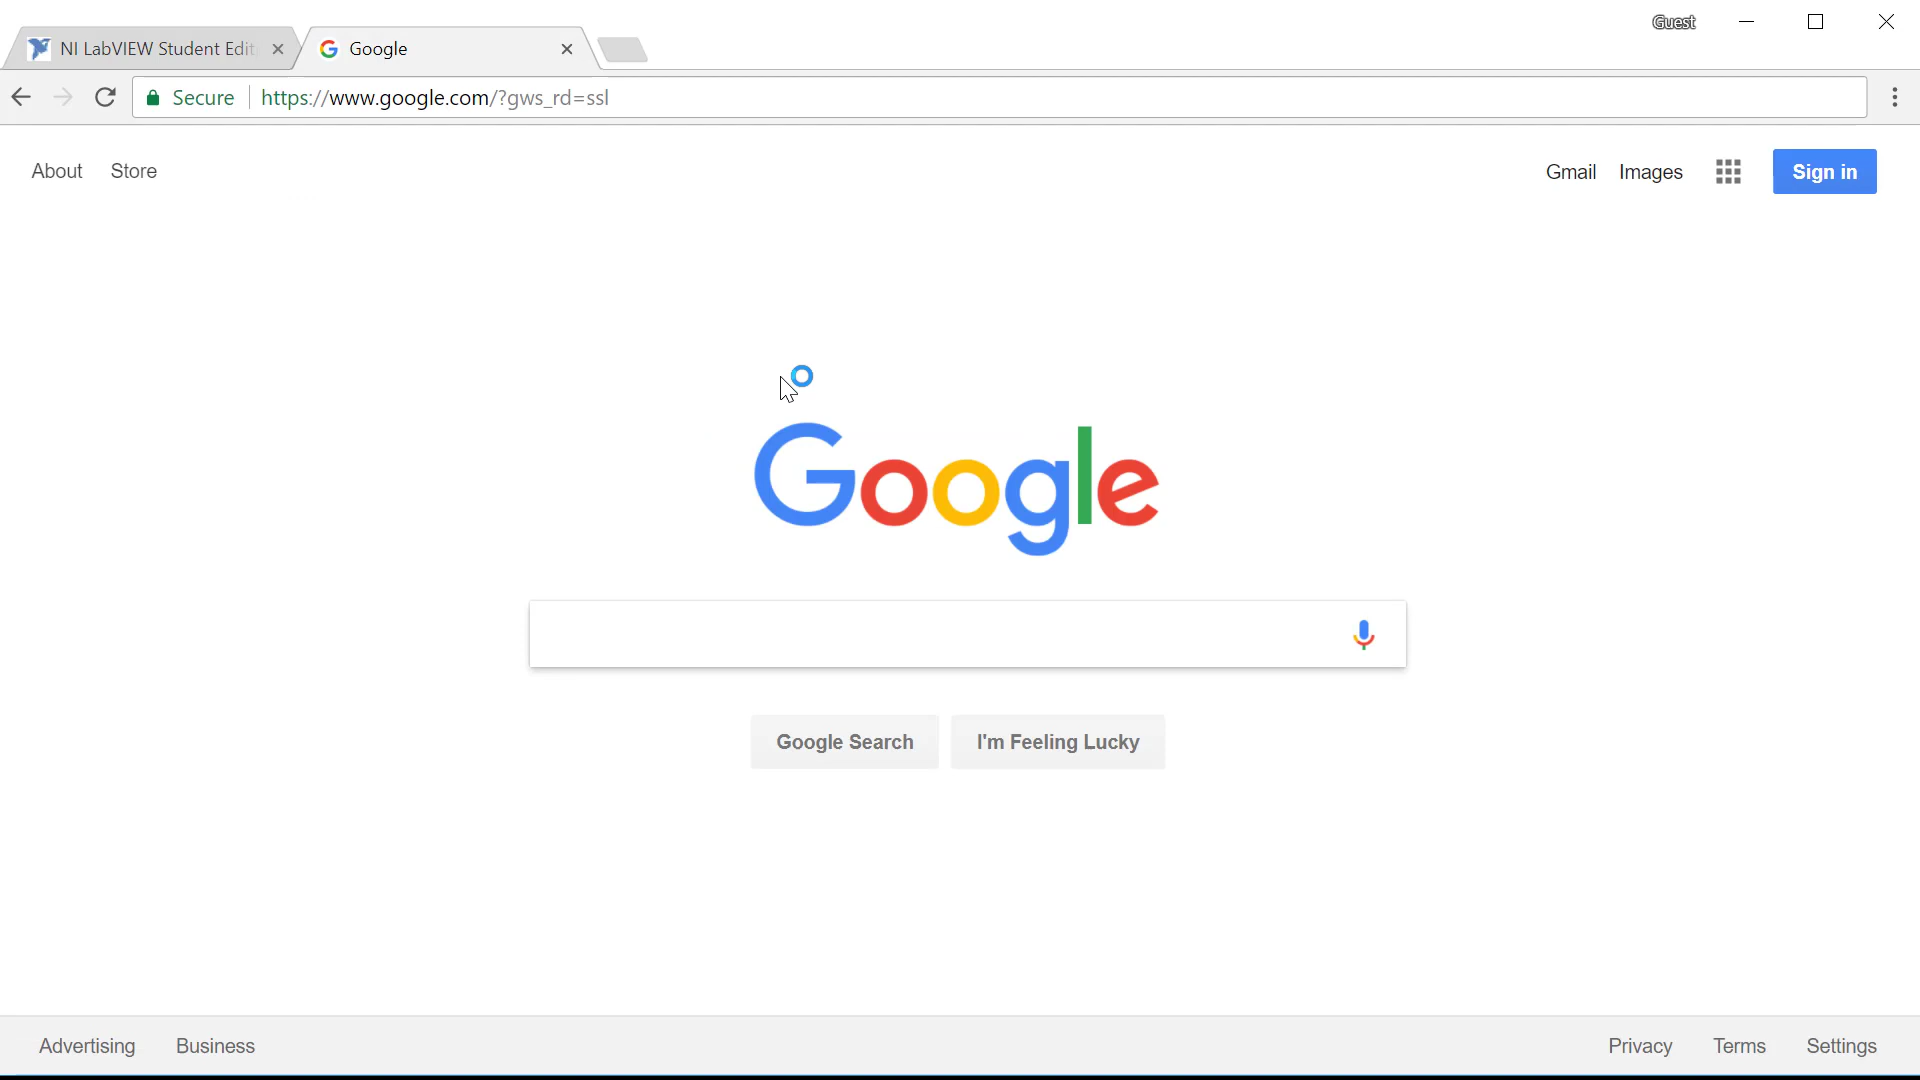 Guest
NI LabVIEW Student Edit
Google
Secure https://www.google.com/?gws_rd=ssl
About Store
Gmail Images Sign in
Google
Google Search I'm Feeling Lucky
Advertising Business
Privacy Terms Settings